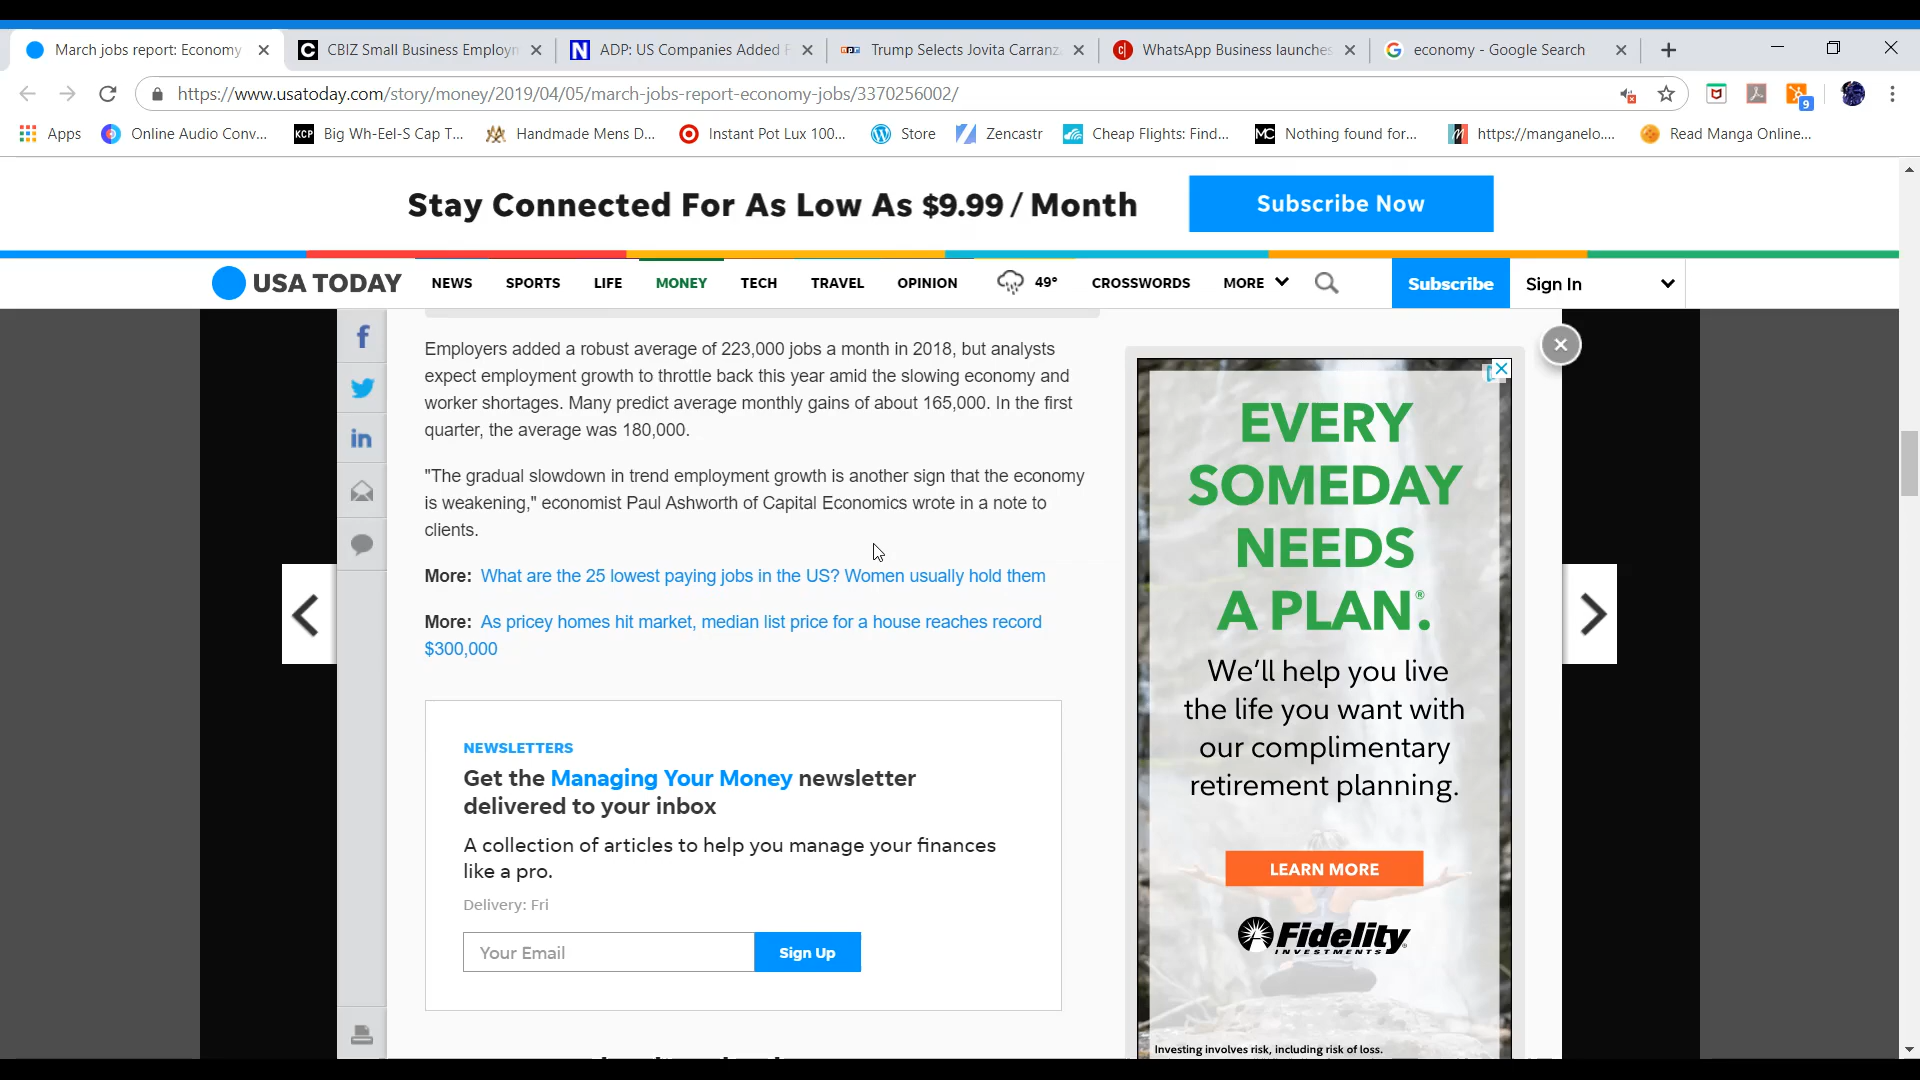 March jobs report: Economy
CBIZ Small Business Employm
ADP: US Companies Added F
Trump Selects Jovita Carranza
WhatsApp Business launches
economy - Google Search
https://www.usatoday.com/story/money/2019/04/05/march-jobs-report-economy-jobs/3370256002/
9
Apps
Online Audio Conv...
KCP
Big Wh-Eel-S Cap T...
Handmade Mens D...
Instant Pot Lux 100...
Store
Zencastr
Cheap Flights: Find...
MC
Nothing found for...
https://manganelo....
Read Manga Online...
Stay Connected For As Low As $9.99 / Month
Subscribe Now
USA TODAY
NEWS
SPORTS
LIFE
MONEY
TECH
TRAVEL
OPINION
49°
CROSSWORDS
MORE
Subscribe
Sign In
Employers added a robust average of 223,000 jobs a month in 2018, but analysts
expect employment growth to throttle back this year amid the slowing economy and
worker shortages. Many predict average monthly gains of about 165,000. In the first
quarter, the average was 180,000.
"The gradual slowdown in trend employment growth is another sign that the economy
is weakening," economist Paul Ashworth of Capital Economics wrote in a note to
clients.
More: What are the 25 lowest paying jobs in the US? Women usually hold them
More: As pricey homes hit market, median list price for a house reaches record
$300,000
NEWSLETTERS
Get the Managing Your Money newsletter
delivered to your inbox
A collection of articles to help you manage your finances
like a pro.
Delivery: Fri
Your Email
Sign Up
EVERY
SOMEDAY
NEEDS
A PLAN.®
We'll help you live
the life you want with
our complimentary
retirement planning.
LEARN MORE
Fidelity
INVESTMENTS
Investing involves risk, including risk of loss.